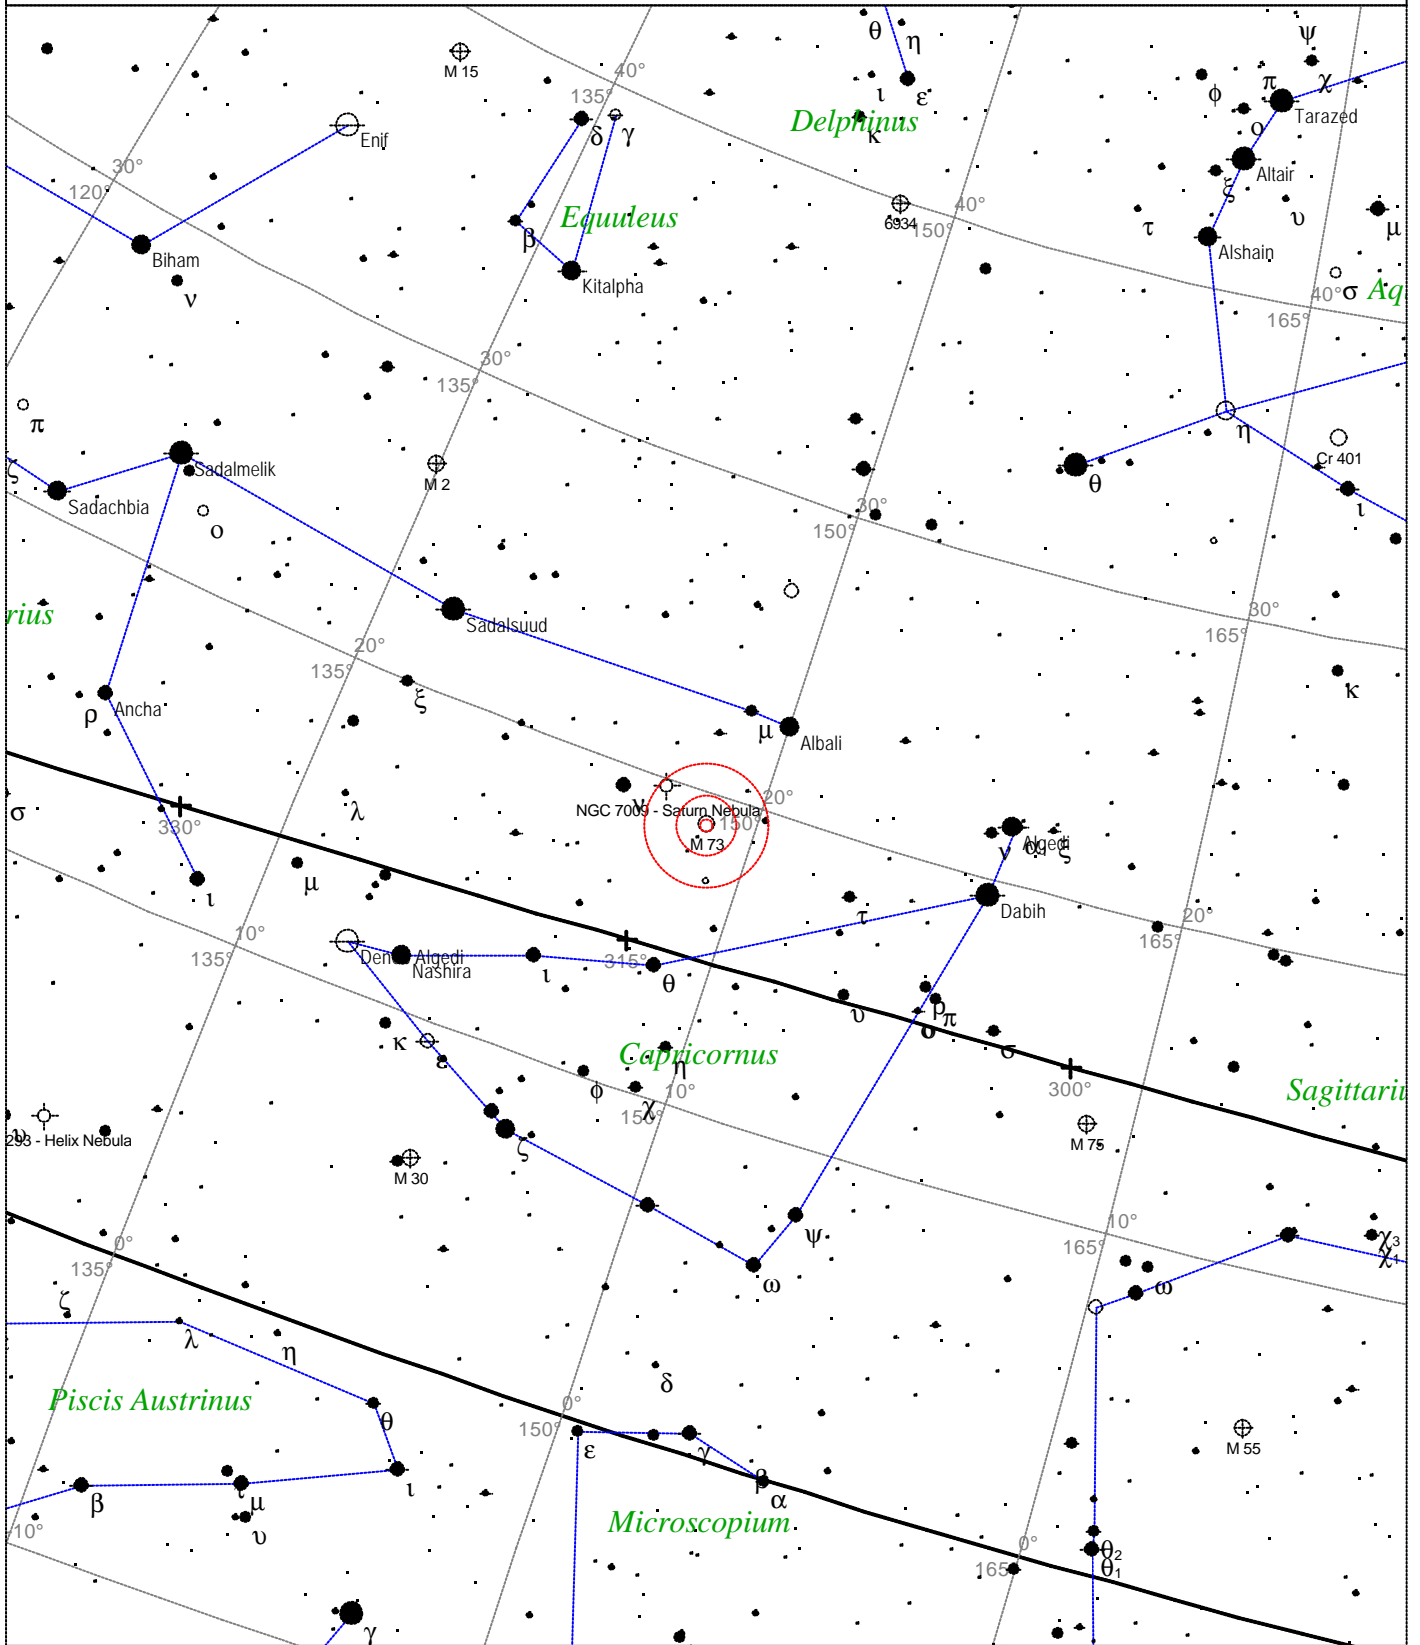 θ η
ψ
M 15
40°
135°
ι ε
φ π χ
Tarazed
Delphinus
κ
ο
Enif
δ γ
30°
120°
Altair
ξ
Equuleus
β
40°
6934
150°
τ υ μ
Biham
ν
Kitalpha
Alshain
40° σ Aq
165°
30°
135°
π
η
Cr 401
ζ
Sadalmelik
M 2
θ
ι
Sadachbia
ο
30°
150°
rius
Sadalsuud
30°
165°
20°
135°
ξ
κ
ρ Ancha
μ Albali
20°
σ
λ
ν
NGC 7009 - Saturn Nebula
150°
330°
M 73
ν α ξ
Algedi
μ
ι
τ
Dabih
20°
165°
10°
135°
Deneb Algedi
Nashira
ι
315°
θ
υ
ρ
π
ο
σ
κ
ε
Capricornus
η
φ
χ
10°
150°
300°
Sagittariu
υ
293 - Helix Nebula
ζ
M 75
M 30
ψ
10°
165°
χ3
χ1
0°
135°
ω
ω
ζ
λ
η
δ
Piscis Austrinus
θ
0°
150°
ε
γ
M 55
β
ι
β
α
ι μ
υ
Microscopium
-10°
0°
165°
θ2
θ1
γ